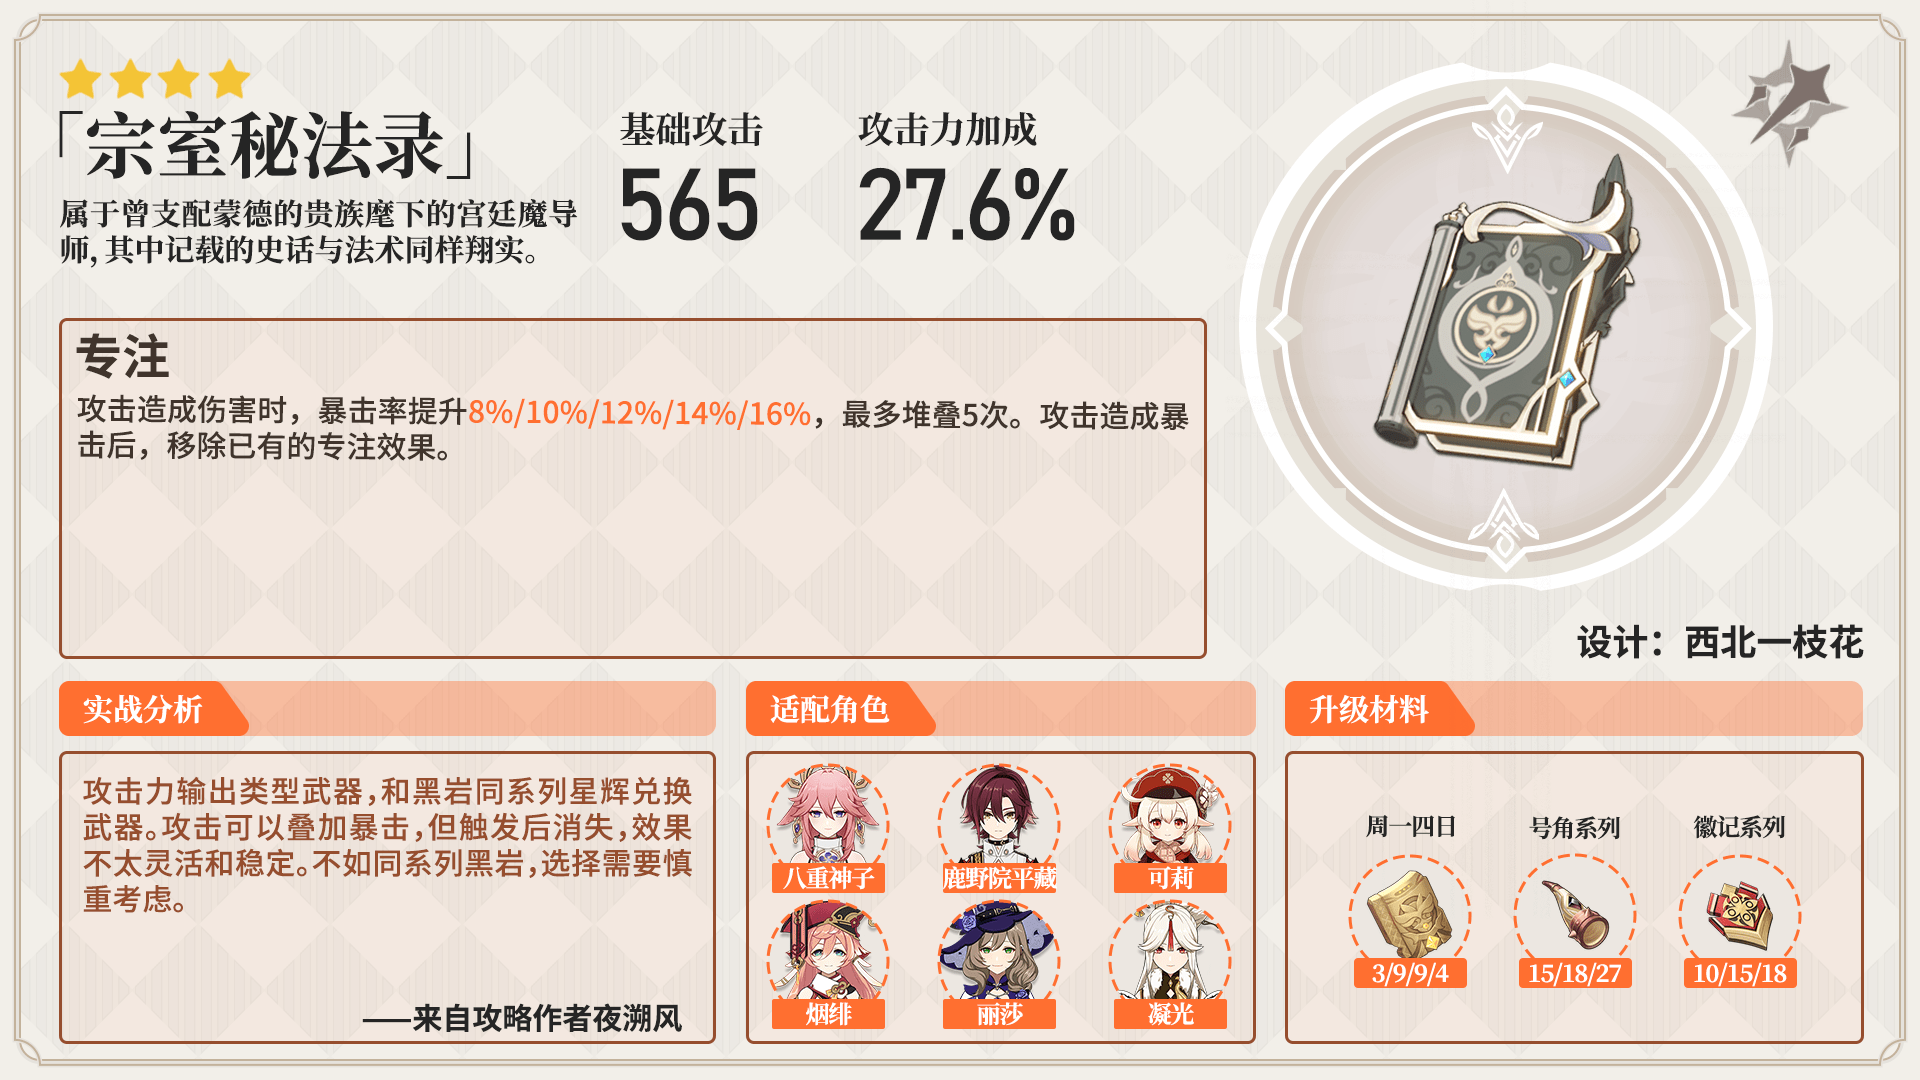 「宗室秘法录」
属于曾支配蒙德的贵族麾下的宫廷魔导
师,其中记载的史话与法术同样翔实。
基础攻击
565
攻击力加成
27.6%
专注
攻击造成伤害时，暴击率提升8%/10%/12%/14%/16%，最多堆叠5次。攻击造成暴
击后，移除已有的专注效果。
设计：西北一枝花
实战分析
攻击力输出类型武器,和黑岩同系列星辉兑换
武器。攻击可以叠加暴击,但触发后消失,效果
不太灵活和稳定。不如同系列黑岩,选择需要慎
重考虑。
——来自攻略作者夜溯风
适配角色
八重神子
鹿野院平藏
可莉
烟绯
丽莎
凝光
升级材料
周一四日
号角系列
徽记系列
3/9/9/4
15/18/27
10/15/18